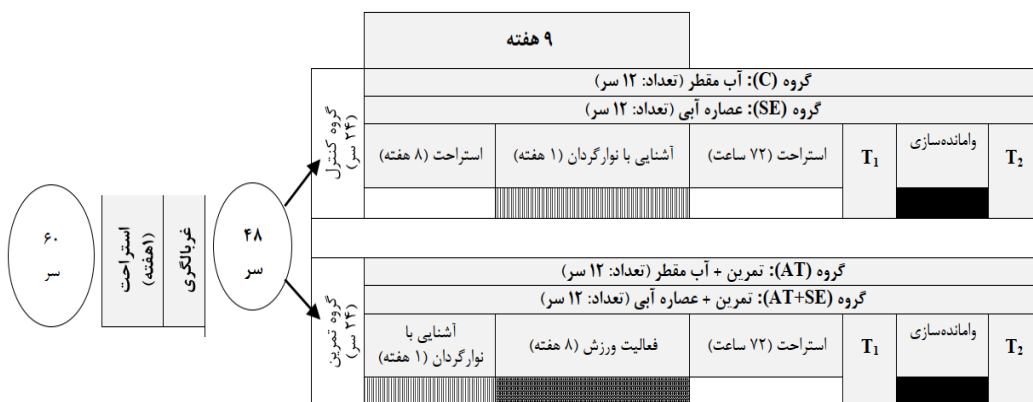 ۹ هفته
۶۰
سر
استراحت
(۱هفته)
غربالگری
۴۸
سر
گروه کنترل
(۲۴ سر)
گروه (C): آب مقطر (تعداد: ۱۲ سر)
گروه (SE): عصاره آبی (تعداد: ۱۲ سر)
استراحت (۸ هفته)
آشنایی با نوارگردان (۱ هفته)
استراحت (۷۲ ساعت)
T1
وامانده‌سازی
T2
گروه تمرین
(۲۴ سر)
گروه (AT): تمرین + آب مقطر (تعداد: ۱۲ سر)
گروه (AT+SE): تمرین + عصاره آبی (تعداد: ۱۲ سر)
آشنایی با
نوارگردان (۱ هفته)
فعالیت ورزش (۸ هفته)
استراحت (۷۲ ساعت)
T1
وامانده‌سازی
T2